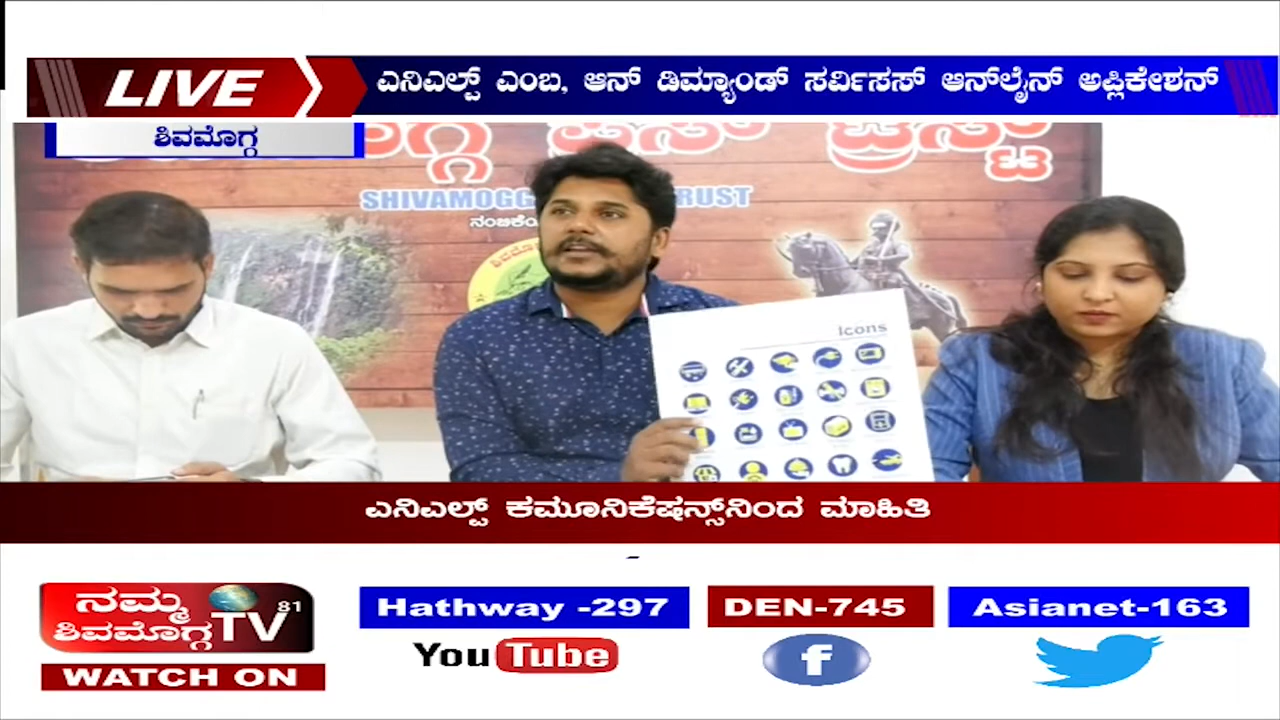 LIVE
ಎನಿಎಲ್ಪ್ ಎಂಬ, ಆನ್ ಡಿಮ್ಯಾಂಡ್ ಸರ್ವಿಸಸ್ ಆನ್‌ಲೈನ್ ಅಪ್ಲಿಕೇಶನ್
ಶಿವಮೊಗ್ಗ
ಟ್ರಸ್ಟ್
SHIVAMOGG
RUST
Icons
ಎನಿಎಲ್ಪ್ ಕಮೂನಿಕೆಷನ್ಸ್‌ನಿಂದ ಮಾಹಿತಿ
ನಮ್ಮ
ಶಿವಮೊಗ್ಗ TV 81
WATCH ON
Hathway -297
DEN-745
Asianet-163
YouTube
f